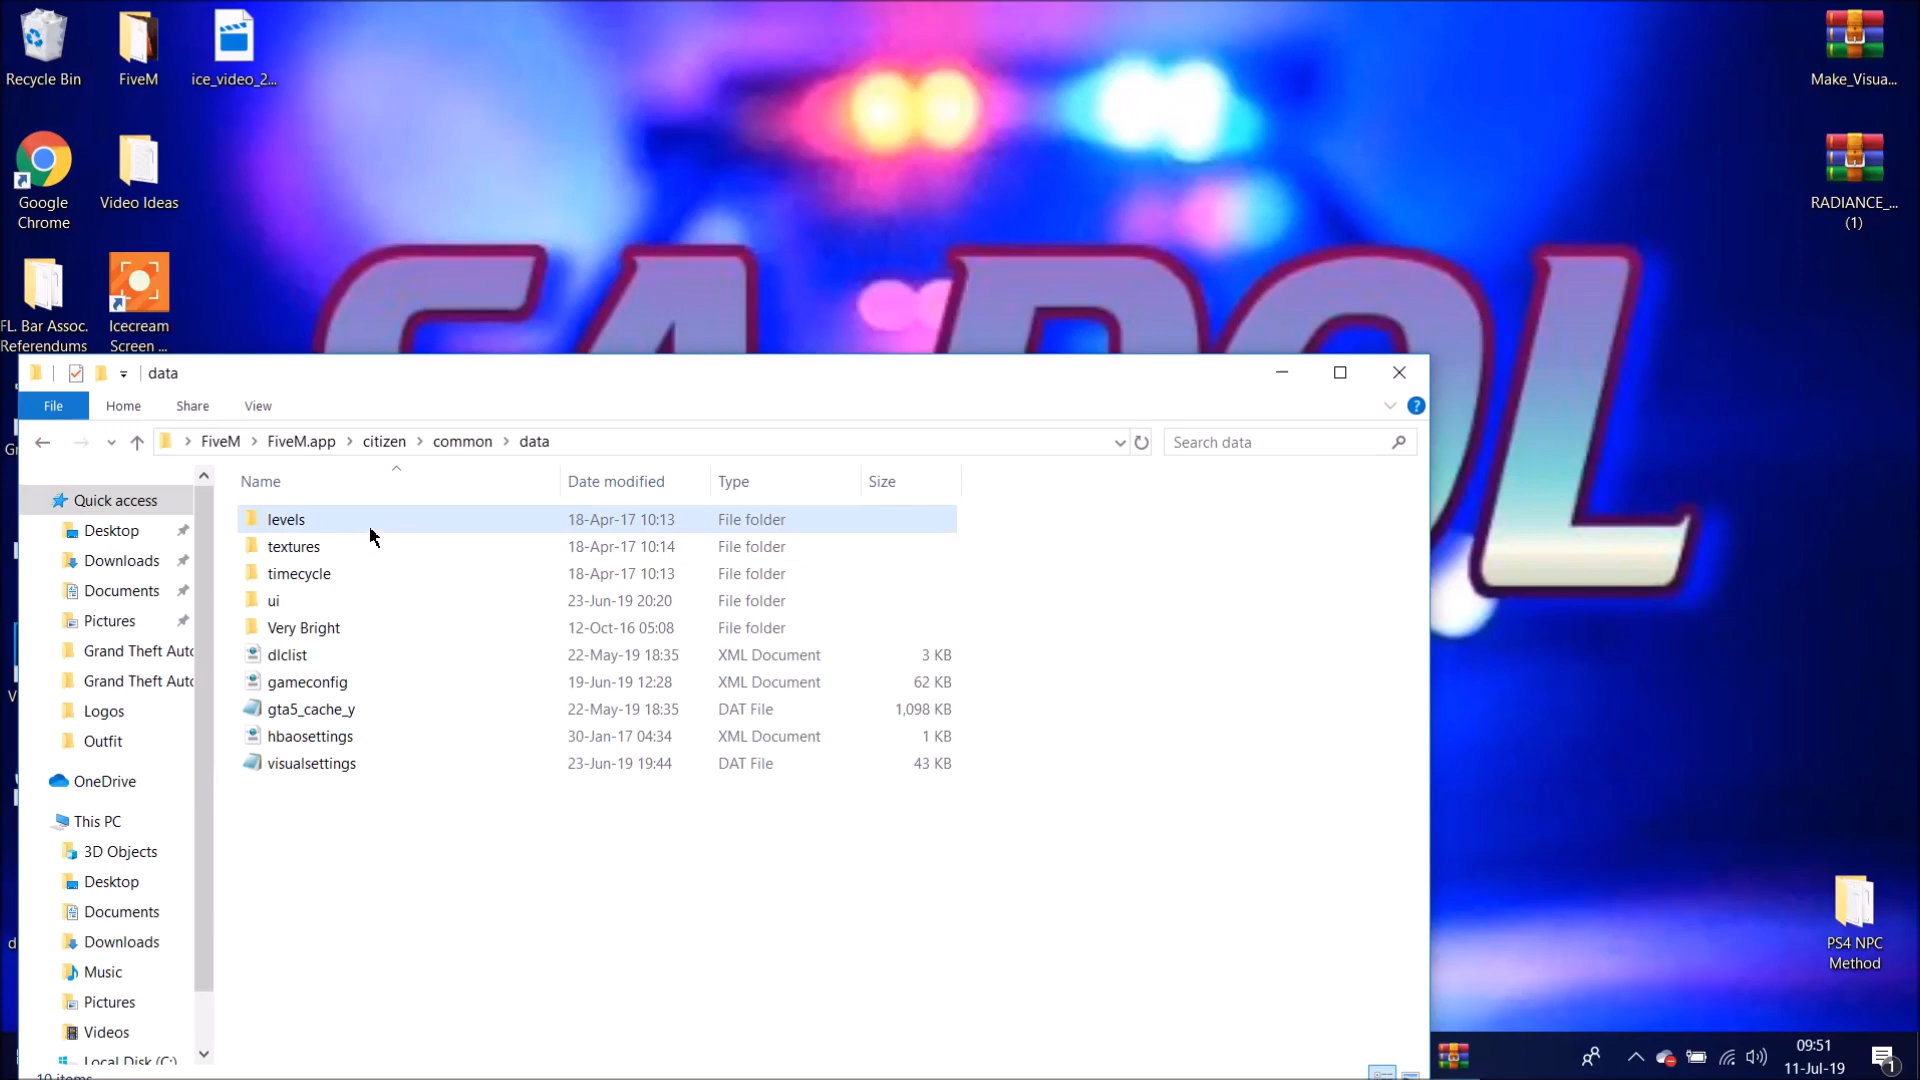 Recycle Bin
FiveM
ice_video_2...
Google
Chrome
Video Ideas
FL. Bar Assoc.
Referendums
Icecream
Screen ...
Make_Visua...
RADIANCE_...
(1)
POL
data
File
Home
Share
View
FiveM
FiveM.app
citizen
common
data
Search data
Name
Date modified
Type
Size
Quick access
Desktop
Downloads
Documents
Pictures
Grand Theft Auto
Grand Theft Auto
Logos
Outfit
OneDrive
This PC
3D Objects
Desktop
Documents
Downloads
Music
Pictures
Videos
Local Disk (C:)
levels 18-Apr-17 10:13 File folder
textures 18-Apr-17 10:14 File folder
timecycle 18-Apr-17 10:13 File folder
ui 23-Jun-19 20:20 File folder
Very Bright 12-Oct-16 05:08 File folder
dlclist 22-May-19 18:35 XML Document 3 KB
gameconfig 19-Jun-19 12:28 XML Document 62 KB
gta5_cache_y 22-May-19 18:35 DAT File 1,098 KB
hbaosettings 30-Jan-17 04:34 XML Document 1 KB
visualsettings 23-Jun-19 19:44 DAT File 43 KB
10 items
PS4 NPC
Method
09:51
11-Jul-19
1